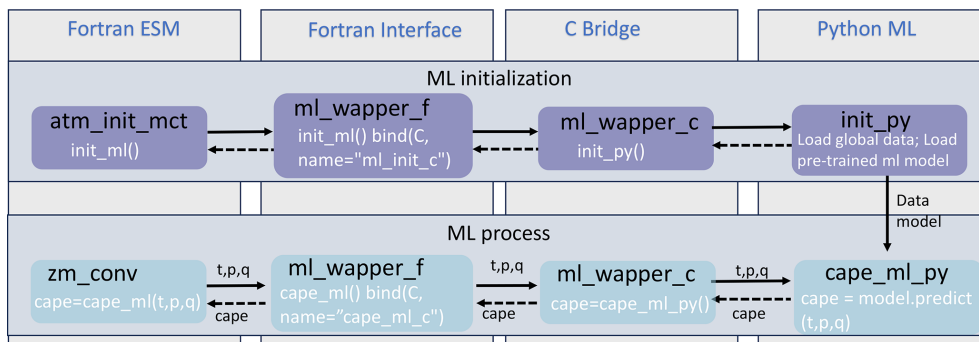 Fortran ESM
Fortran Interface
C Bridge
Python ML
ML initialization
atm_init_mct
init_ml()
ml_wapper_f
init_ml() bind(C,
name="ml_init_c")
ml_wapper_c
init_py()
init_py
Load global data; Load
pre-trained ml model
Data
model
ML process
zm_conv
cape=cape_ml(t,p,q)
t,p,q
cape
ml_wapper_f
cape_ml() bind(C,
name=”cape_ml_c")
t,p,q
cape
ml_wapper_c
cape=cape_ml_py()
t,p,q
cape
cape_ml_py
cape = model.predict
(t,p,q)